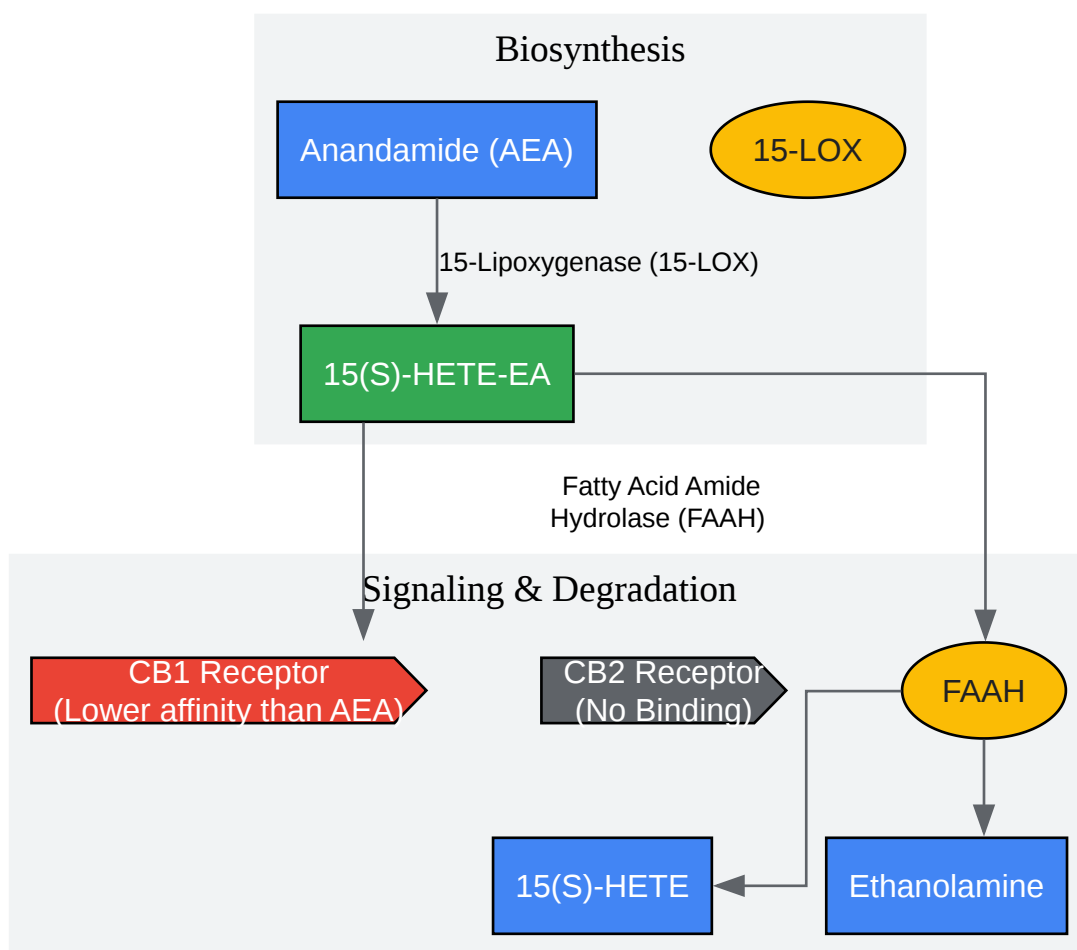 Biosynthesis
Anandamide (AEA)
15-LOX
15-Lipoxygenase (15-LOX)
15(S)-HETE-EA
Fatty Acid Amide
Hydrolase (FAAH)
Signaling & Degradation
CB1 Receptor
(Lower affinity than AEA)
CB2 Receptor
(No Binding)
FAAH
15(S)-HETE
Ethanolamine